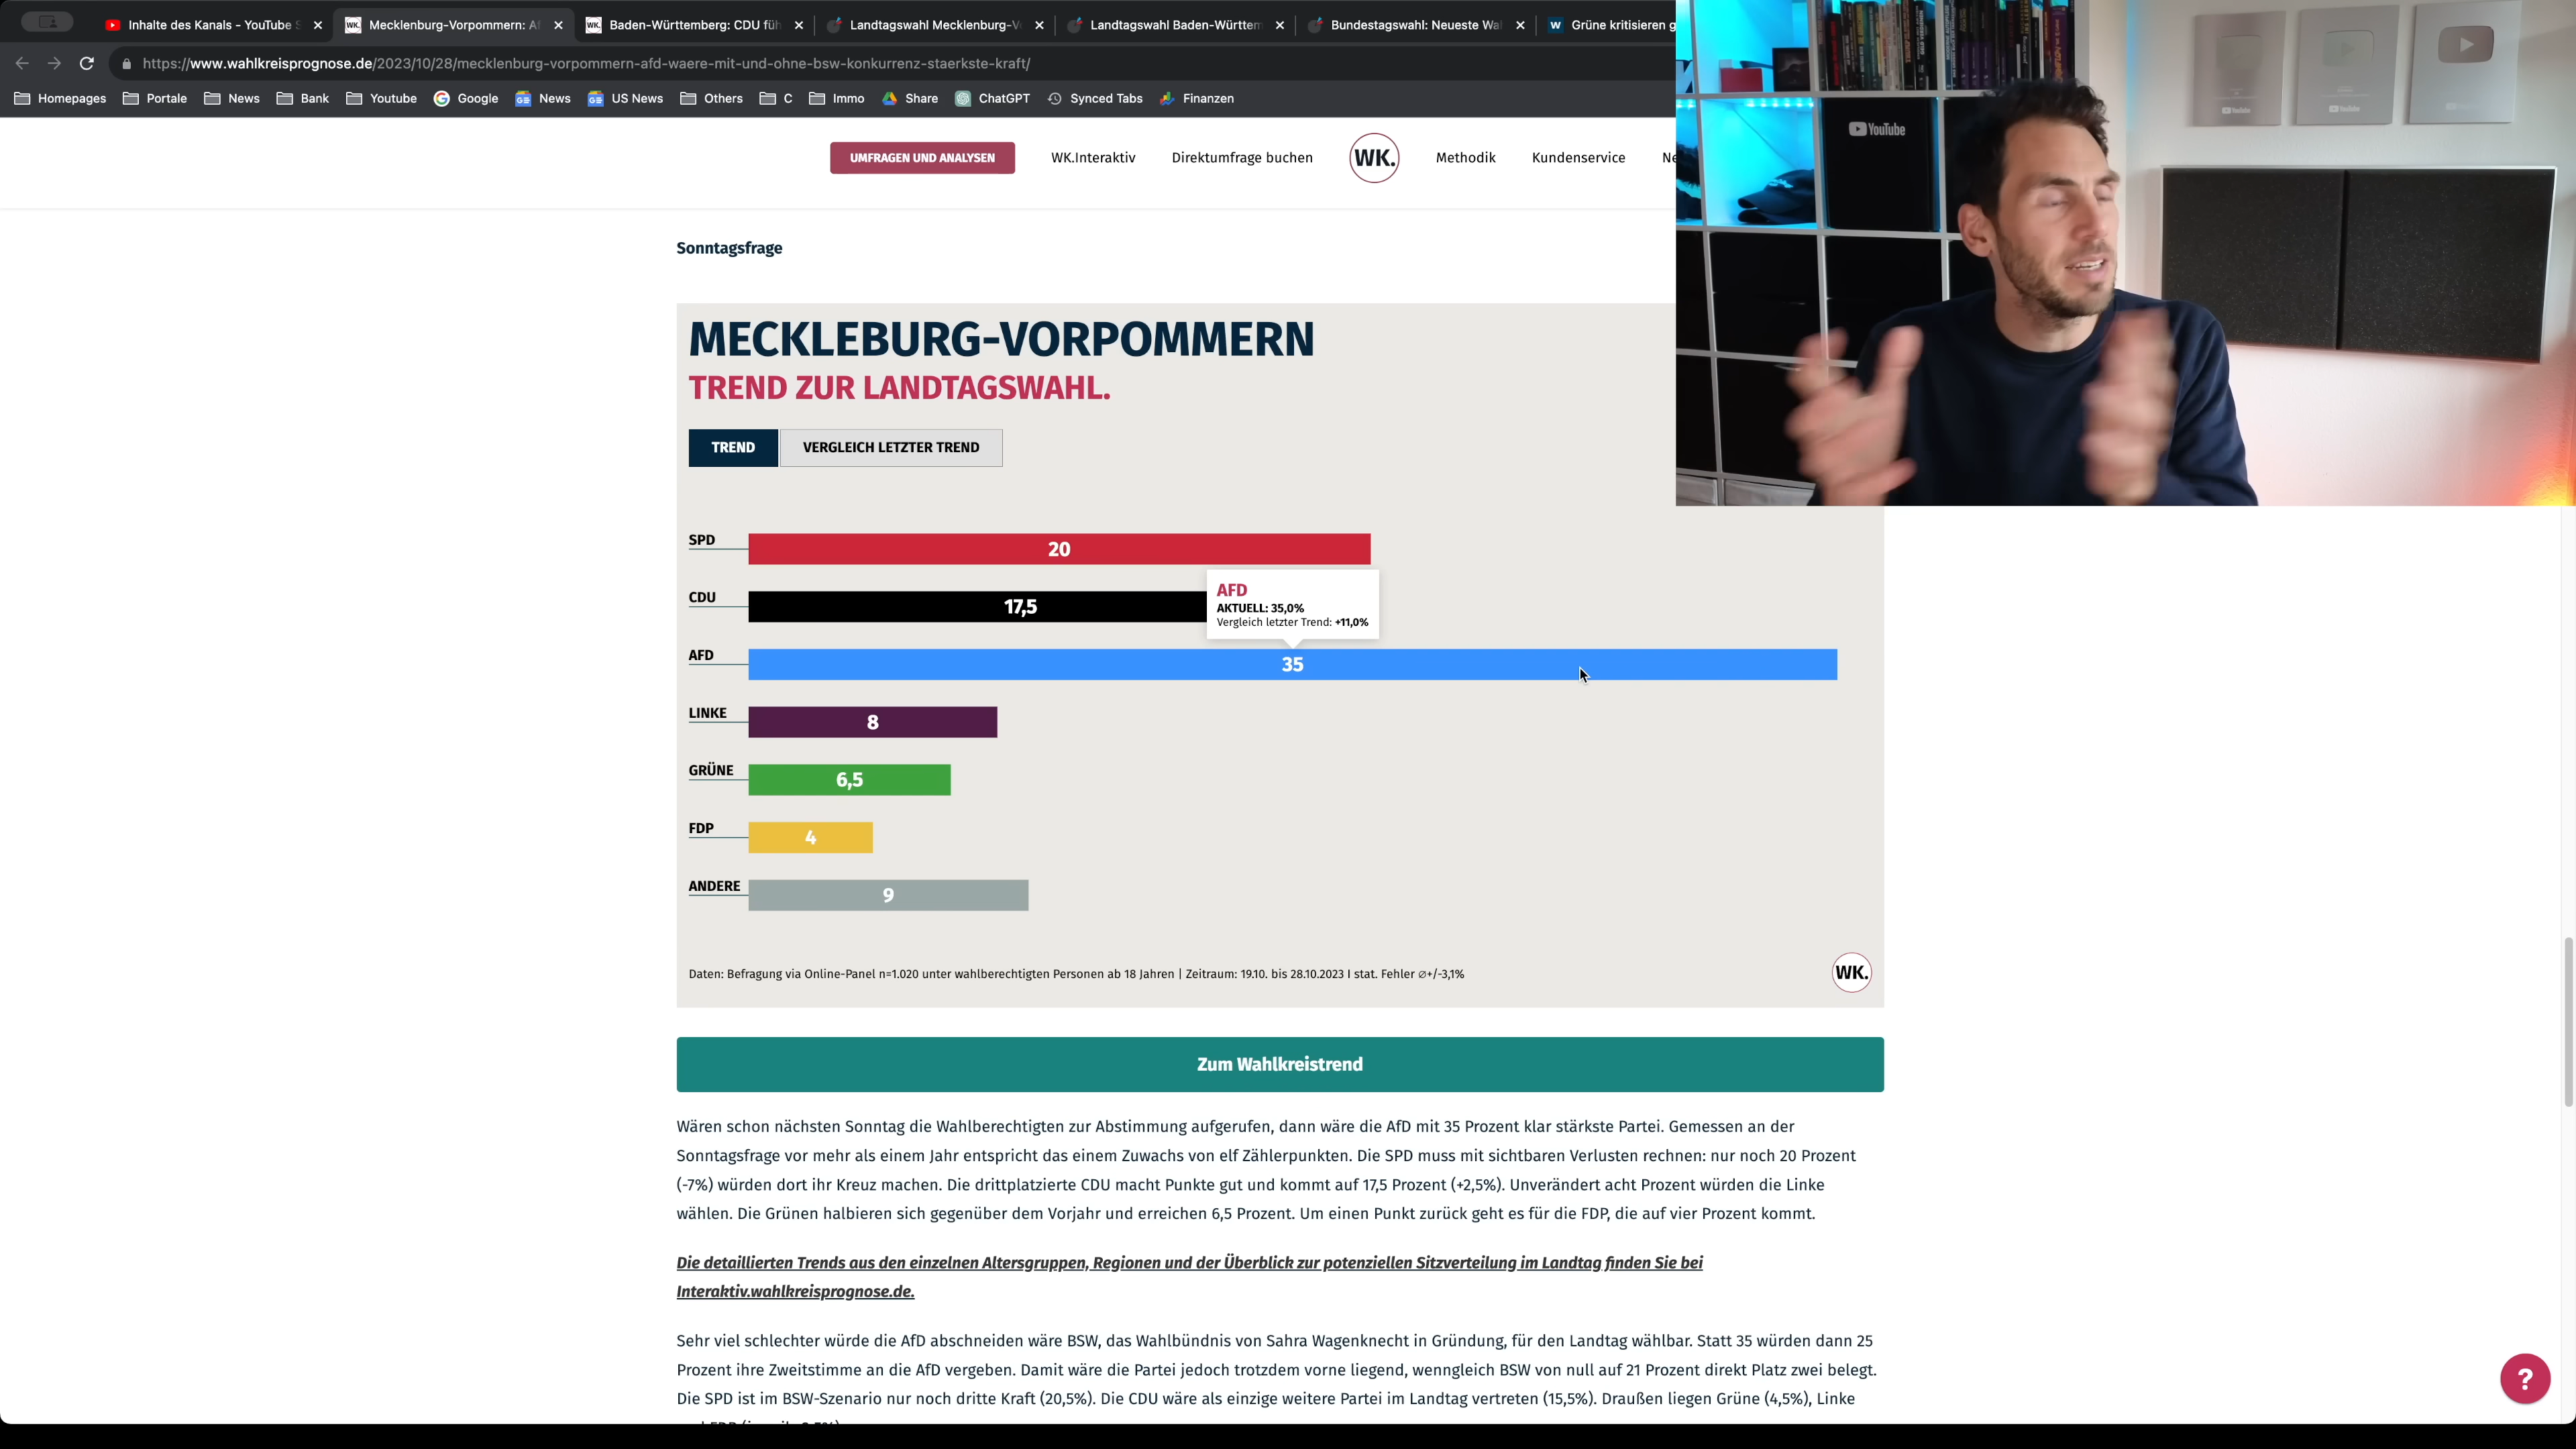 Inhalte des Kanals - YouTube S
Mecklenburg-Vorpommern: Af
Baden-Württemberg: CDU füh
Landtagswahl Mecklenburg-Vo
Landtagswahl Baden-Württem
Bundestagswahl: Neueste Wa
Grüne kritisieren g
https://www.wahlkreisprognose.de/2023/10/28/mecklenburg-vorpommern-afd-waere-mit-und-ohne-bsw-konkurrenz-staerkste-kraft/
Homepages Portale News Bank Youtube Google News US News Others C Immo Share ChatGPT Synced Tabs Finanzen
UMFRAGEN UND ANALYSEN WK.Interaktiv Direktumfrage buchen WK. Methodik Kundenservice Ne
YouTube
Sonntagsfrage
MECKLEBURG-VORPOMMERN
TREND ZUR LANDTAGSWAHL.
TREND VERGLEICH LETZTER TREND
SPD 20
CDU 17,5
AFD
AKTUELL: 35,0%
Vergleich letzter Trend: +11,0%
AFD 35
LINKE 8
GRÜNE 6,5
FDP 4
ANDERE 9
Daten: Befragung via Online-Panel n=1.020 unter wahlberechtigten Personen ab 18 Jahren | Zeitraum: 19.10. bis 28.10.2023 I stat. Fehler ∅+/-3,1%
WK.
Zum Wahlkreistrend
Wären schon nächsten Sonntag die Wahlberechtigten zur Abstimmung aufgerufen, dann wäre die AfD mit 35 Prozent klar stärkste Partei. Gemessen an der
Sonntagsfrage vor mehr als einem Jahr entspricht das einem Zuwachs von elf Zählerpunkten. Die SPD muss mit sichtbaren Verlusten rechnen: nur noch 20 Prozent
(-7%) würden dort ihr Kreuz machen. Die drittplatzierte CDU macht Punkte gut und kommt auf 17,5 Prozent (+2,5%). Unverändert acht Prozent würden die Linke
wählen. Die Grünen halbieren sich gegenüber dem Vorjahr und erreichen 6,5 Prozent. Um einen Punkt zurück geht es für die FDP, die auf vier Prozent kommt.
Die detaillierten Trends aus den einzelnen Altersgruppen, Regionen und der Überblick zur potenziellen Sitzverteilung im Landtag finden Sie bei
Interaktiv.wahlkreisprognose.de.
Sehr viel schlechter würde die AfD abschneiden wäre BSW, das Wahlbündnis von Sahra Wagenknecht in Gründung, für den Landtag wählbar. Statt 35 würden dann 25
Prozent ihre Zweitstimme an die AfD vergeben. Damit wäre die Partei jedoch trotzdem vorne liegend, wenngleich BSW von null auf 21 Prozent direkt Platz zwei belegt.
Die SPD ist im BSW-Szenario nur noch dritte Kraft (20,5%). Die CDU wäre als einzige weitere Partei im Landtag vertreten (15,5%). Draußen liegen Grüne (4,5%), Linke
?